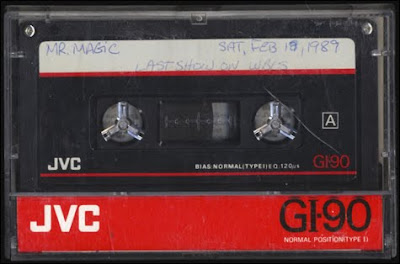 MR. MAGIC SAT, FEB 18, 1989
LAST SHOW ON WBLS
A
JVC BIAS:NORMAL(TYPE I) EQ.120µs GI-90
JVC GI-90
NORMAL POSITION(TYPE I)